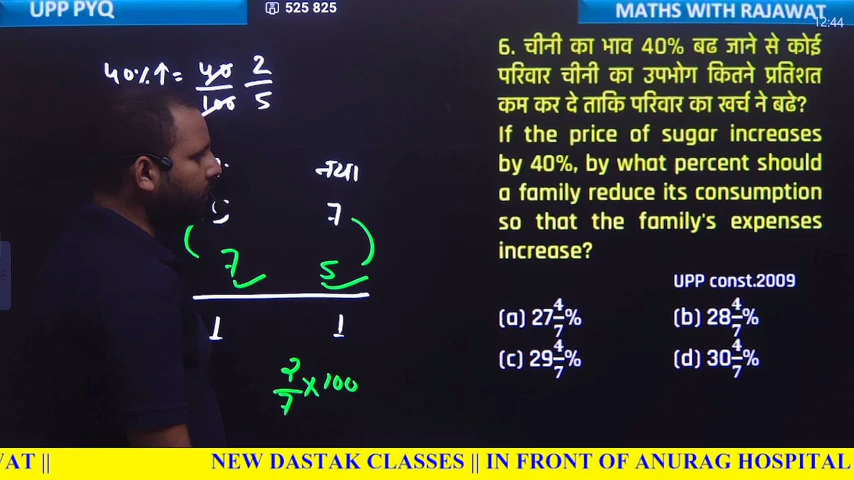 UPP PYQ
525 825
MATHS WITH RAJAWAT
12:44
40%↑ = 40/100 2/5
नया
5 7
7 5
1 1
2/7 × 100
6. चीनी का भाव 40% बढ जाने से कोई
परिवार चीनी का उपभोग कितने प्रतिशत
कम कर दे ताकि परिवार का खर्च ने बढे?
If the price of sugar increases
by 40%, by what percent should
a family reduce its consumption
so that the family's expenses
increase?
UPP const.2009
(a) 27 4/7% (b) 28 4/7%
(c) 29 4/7% (d) 30 4/7%
AT || NEW DASTAK CLASSES || IN FRONT OF ANURAG HOSPITAL